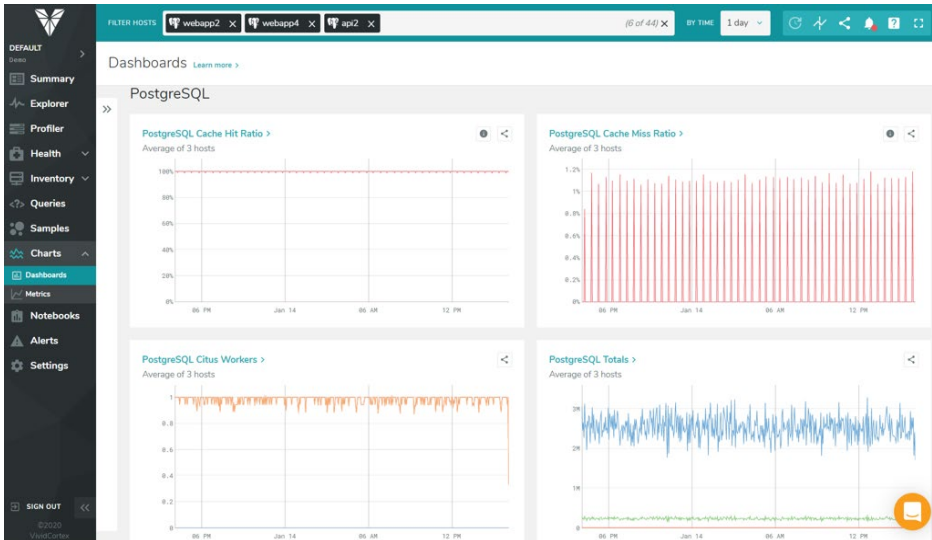 DEFAULT
Demo
Summary
Explorer
Profiler
Health
Inventory
Queries
Samples
Charts
Dashboards
Metrics
Notebooks
Alerts
Settings
SIGN OUT
©2020
VividCortex
FILTER HOSTS
webapp2 × webapp4 × api2 ×
(6 of 44) ×
BY TIME
1 day
Dashboards Learn more >
PostgreSQL
PostgreSQL Cache Hit Ratio >
Average of 3 hosts
100%
80%
60%
40%
20%
0%
06 PM Jan 14 06 AM 12 PM
PostgreSQL Cache Miss Ratio >
Average of 3 hosts
1.2%
1%
0.8%
0.6%
0.4%
0.2%
0%
06 PM Jan 14 06 AM 12 PM
PostgreSQL Citus Workers >
Average of 3 hosts
1
0.8
0.6
0.4
0.2
0
06 PM Jan 14 06 AM 12 PM
PostgreSQL Totals >
Average of 3 hosts
2M
2M
1M
0
06 PM Jan 14 06 AM 12 PM